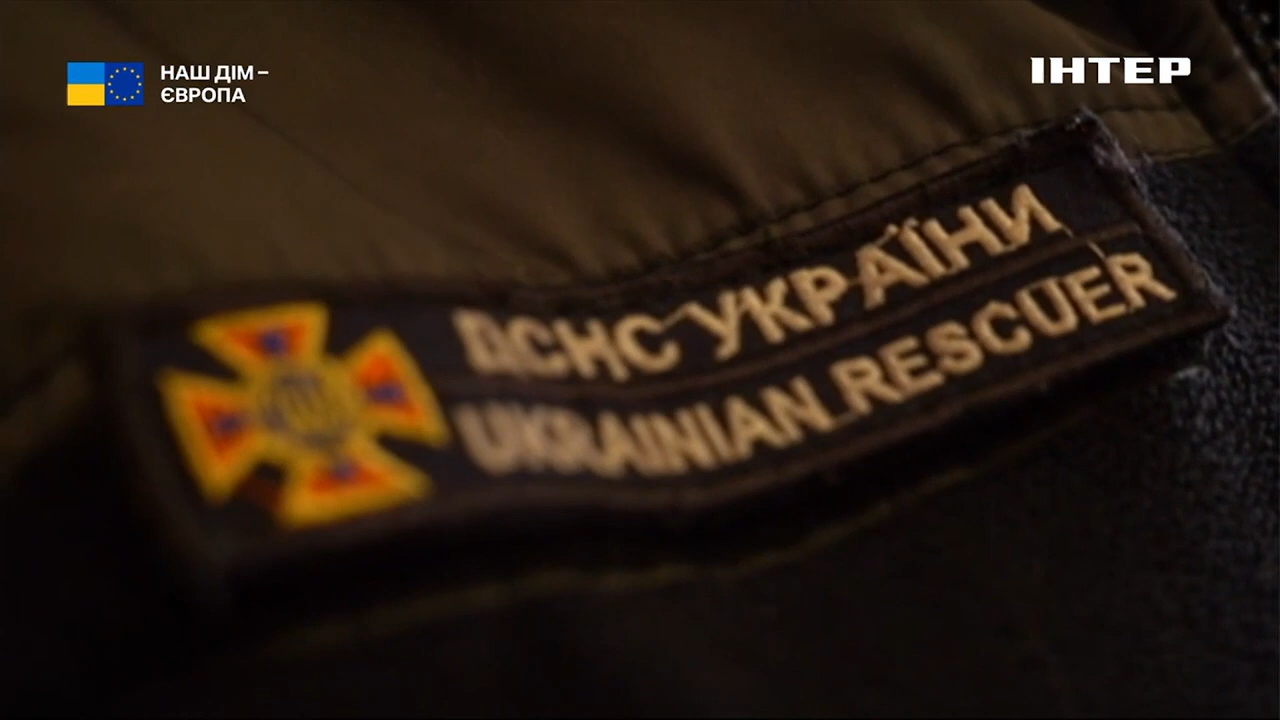 НАШ ДІМ –
ЄВРОПА
ІНТЕР
ДСНС УКРАЇНИ
UKRAINIAN RESCUER